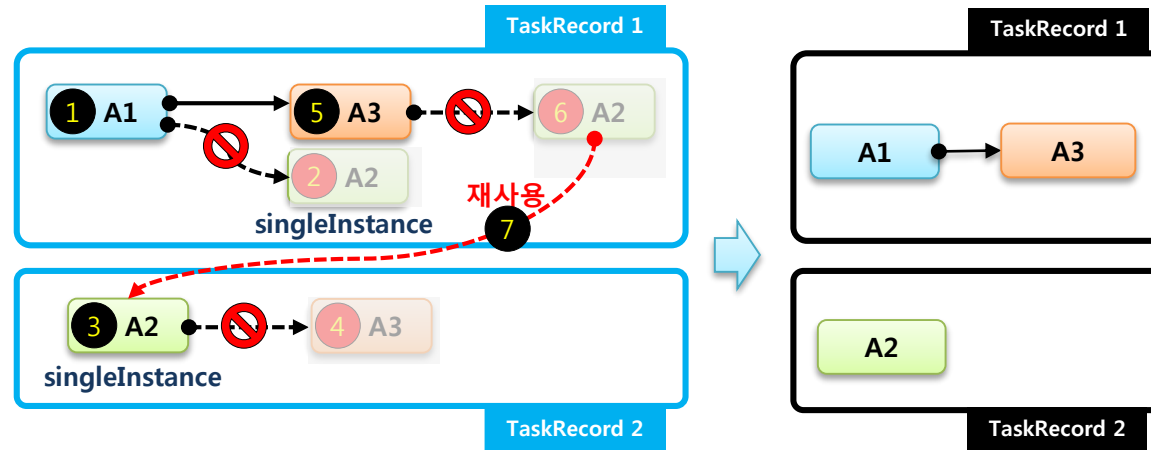 TaskRecord 1
1 A1
5 A3
6 A2
2 A2
singleInstance
재사용
7
3 A2
4 A3
singleInstance
TaskRecord 2
TaskRecord 1
A1
A3
A2
TaskRecord 2